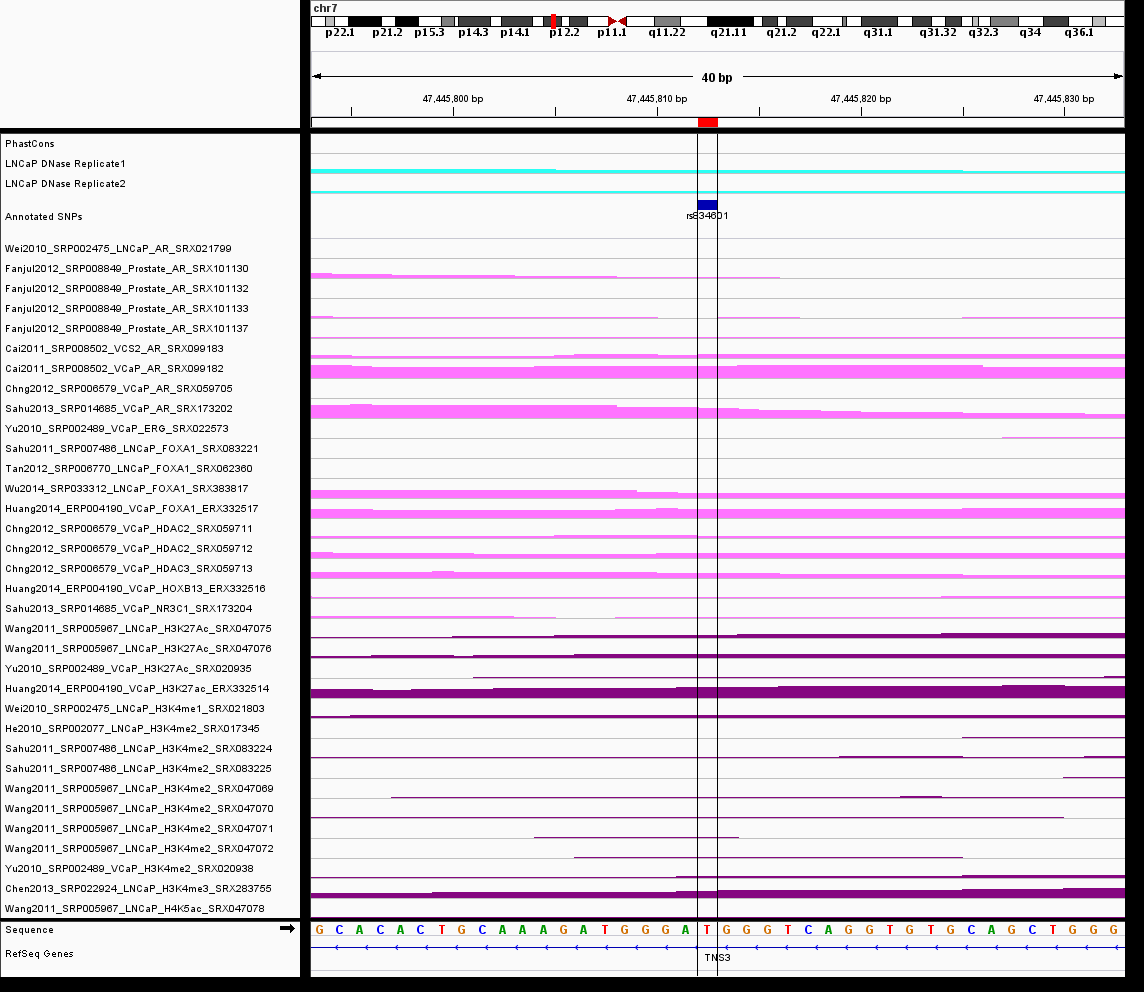 chr7
p22.1 p21.2 p15.3 p14.3 p14.1 p12.2 p11.1 q11.22 q21.11 q21.2 q22.1 q31.1 q31.32 q32.3 q34 q36.1
40 bp
47,445,800 bp 47,445,810 bp 47,445,820 bp 47,445,830 bp
PhastCons
LNCaP DNase Replicate1
LNCaP DNase Replicate2
Annotated SNPs
rs834601
Wei2010_SRP002475_LNCaP_AR_SRX021799
Fanjul2012_SRP008849_Prostate_AR_SRX101130
Fanjul2012_SRP008849_Prostate_AR_SRX101132
Fanjul2012_SRP008849_Prostate_AR_SRX101133
Fanjul2012_SRP008849_Prostate_AR_SRX101137
Cai2011_SRP008502_VCS2_AR_SRX099183
Cai2011_SRP008502_VCaP_AR_SRX099182
Chng2012_SRP006579_VCaP_AR_SRX059705
Sahu2013_SRP014685_VCaP_AR_SRX173202
Yu2010_SRP002489_VCaP_ERG_SRX022573
Sahu2011_SRP007486_LNCaP_FOXA1_SRX083221
Tan2012_SRP006770_LNCaP_FOXA1_SRX062360
Wu2014_SRP033312_LNCaP_FOXA1_SRX383817
Huang2014_ERP004190_VCaP_FOXA1_ERX332517
Chng2012_SRP006579_VCaP_HDAC2_SRX059711
Chng2012_SRP006579_VCaP_HDAC2_SRX059712
Chng2012_SRP006579_VCaP_HDAC3_SRX059713
Huang2014_ERP004190_VCaP_HOXB13_ERX332516
Sahu2013_SRP014685_VCaP_NR3C1_SRX173204
Wang2011_SRP005967_LNCaP_H3K27Ac_SRX047075
Wang2011_SRP005967_LNCaP_H3K27Ac_SRX047076
Yu2010_SRP002489_VCaP_H3K27Ac_SRX020935
Huang2014_ERP004190_VCaP_H3K27ac_ERX332514
Wei2010_SRP002475_LNCaP_H3K4me1_SRX021803
He2010_SRP002077_LNCaP_H3K4me2_SRX017345
Sahu2011_SRP007486_LNCaP_H3K4me2_SRX083224
Sahu2011_SRP007486_LNCaP_H3K4me2_SRX083225
Wang2011_SRP005967_LNCaP_H3K4me2_SRX047069
Wang2011_SRP005967_LNCaP_H3K4me2_SRX047070
Wang2011_SRP005967_LNCaP_H3K4me2_SRX047071
Wang2011_SRP005967_LNCaP_H3K4me2_SRX047072
Yu2010_SRP002489_VCaP_H3K4me2_SRX020938
Chen2013_SRP022924_LNCaP_H3K4me3_SRX283755
Wang2011_SRP005967_LNCaP_H4K5ac_SRX047078
Sequence G C A C A C T G C A A A G A T G G G A T G G G T C A G G T G T G C A G C T G G G
RefSeq Genes
TNS3